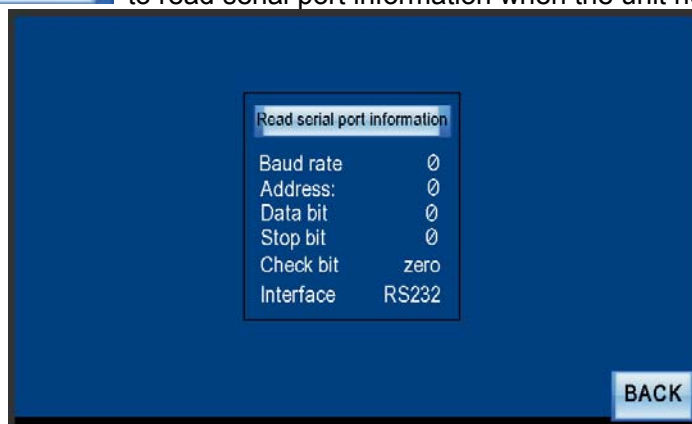 to read serial port information when the unit
Read serial port information
Baud rate 0
Address: 0
Data bit 0
Stop bit 0
Check bit zero
Interface RS232
BACK